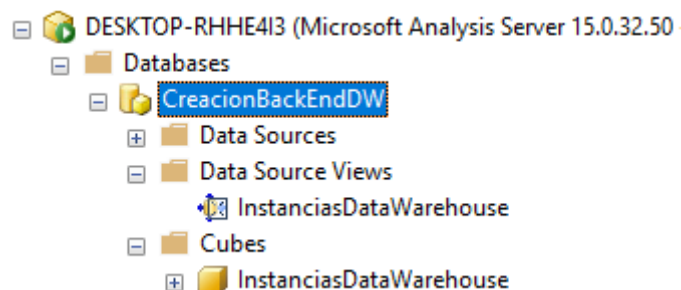 DESKTOP-RHHE4I3 (Microsoft Analysis Server 15.0.32.50
Databases
CreacionBackEndDW
Data Sources
Data Source Views
InstanciasDataWarehouse
Cubes
InstanciasDataWarehouse